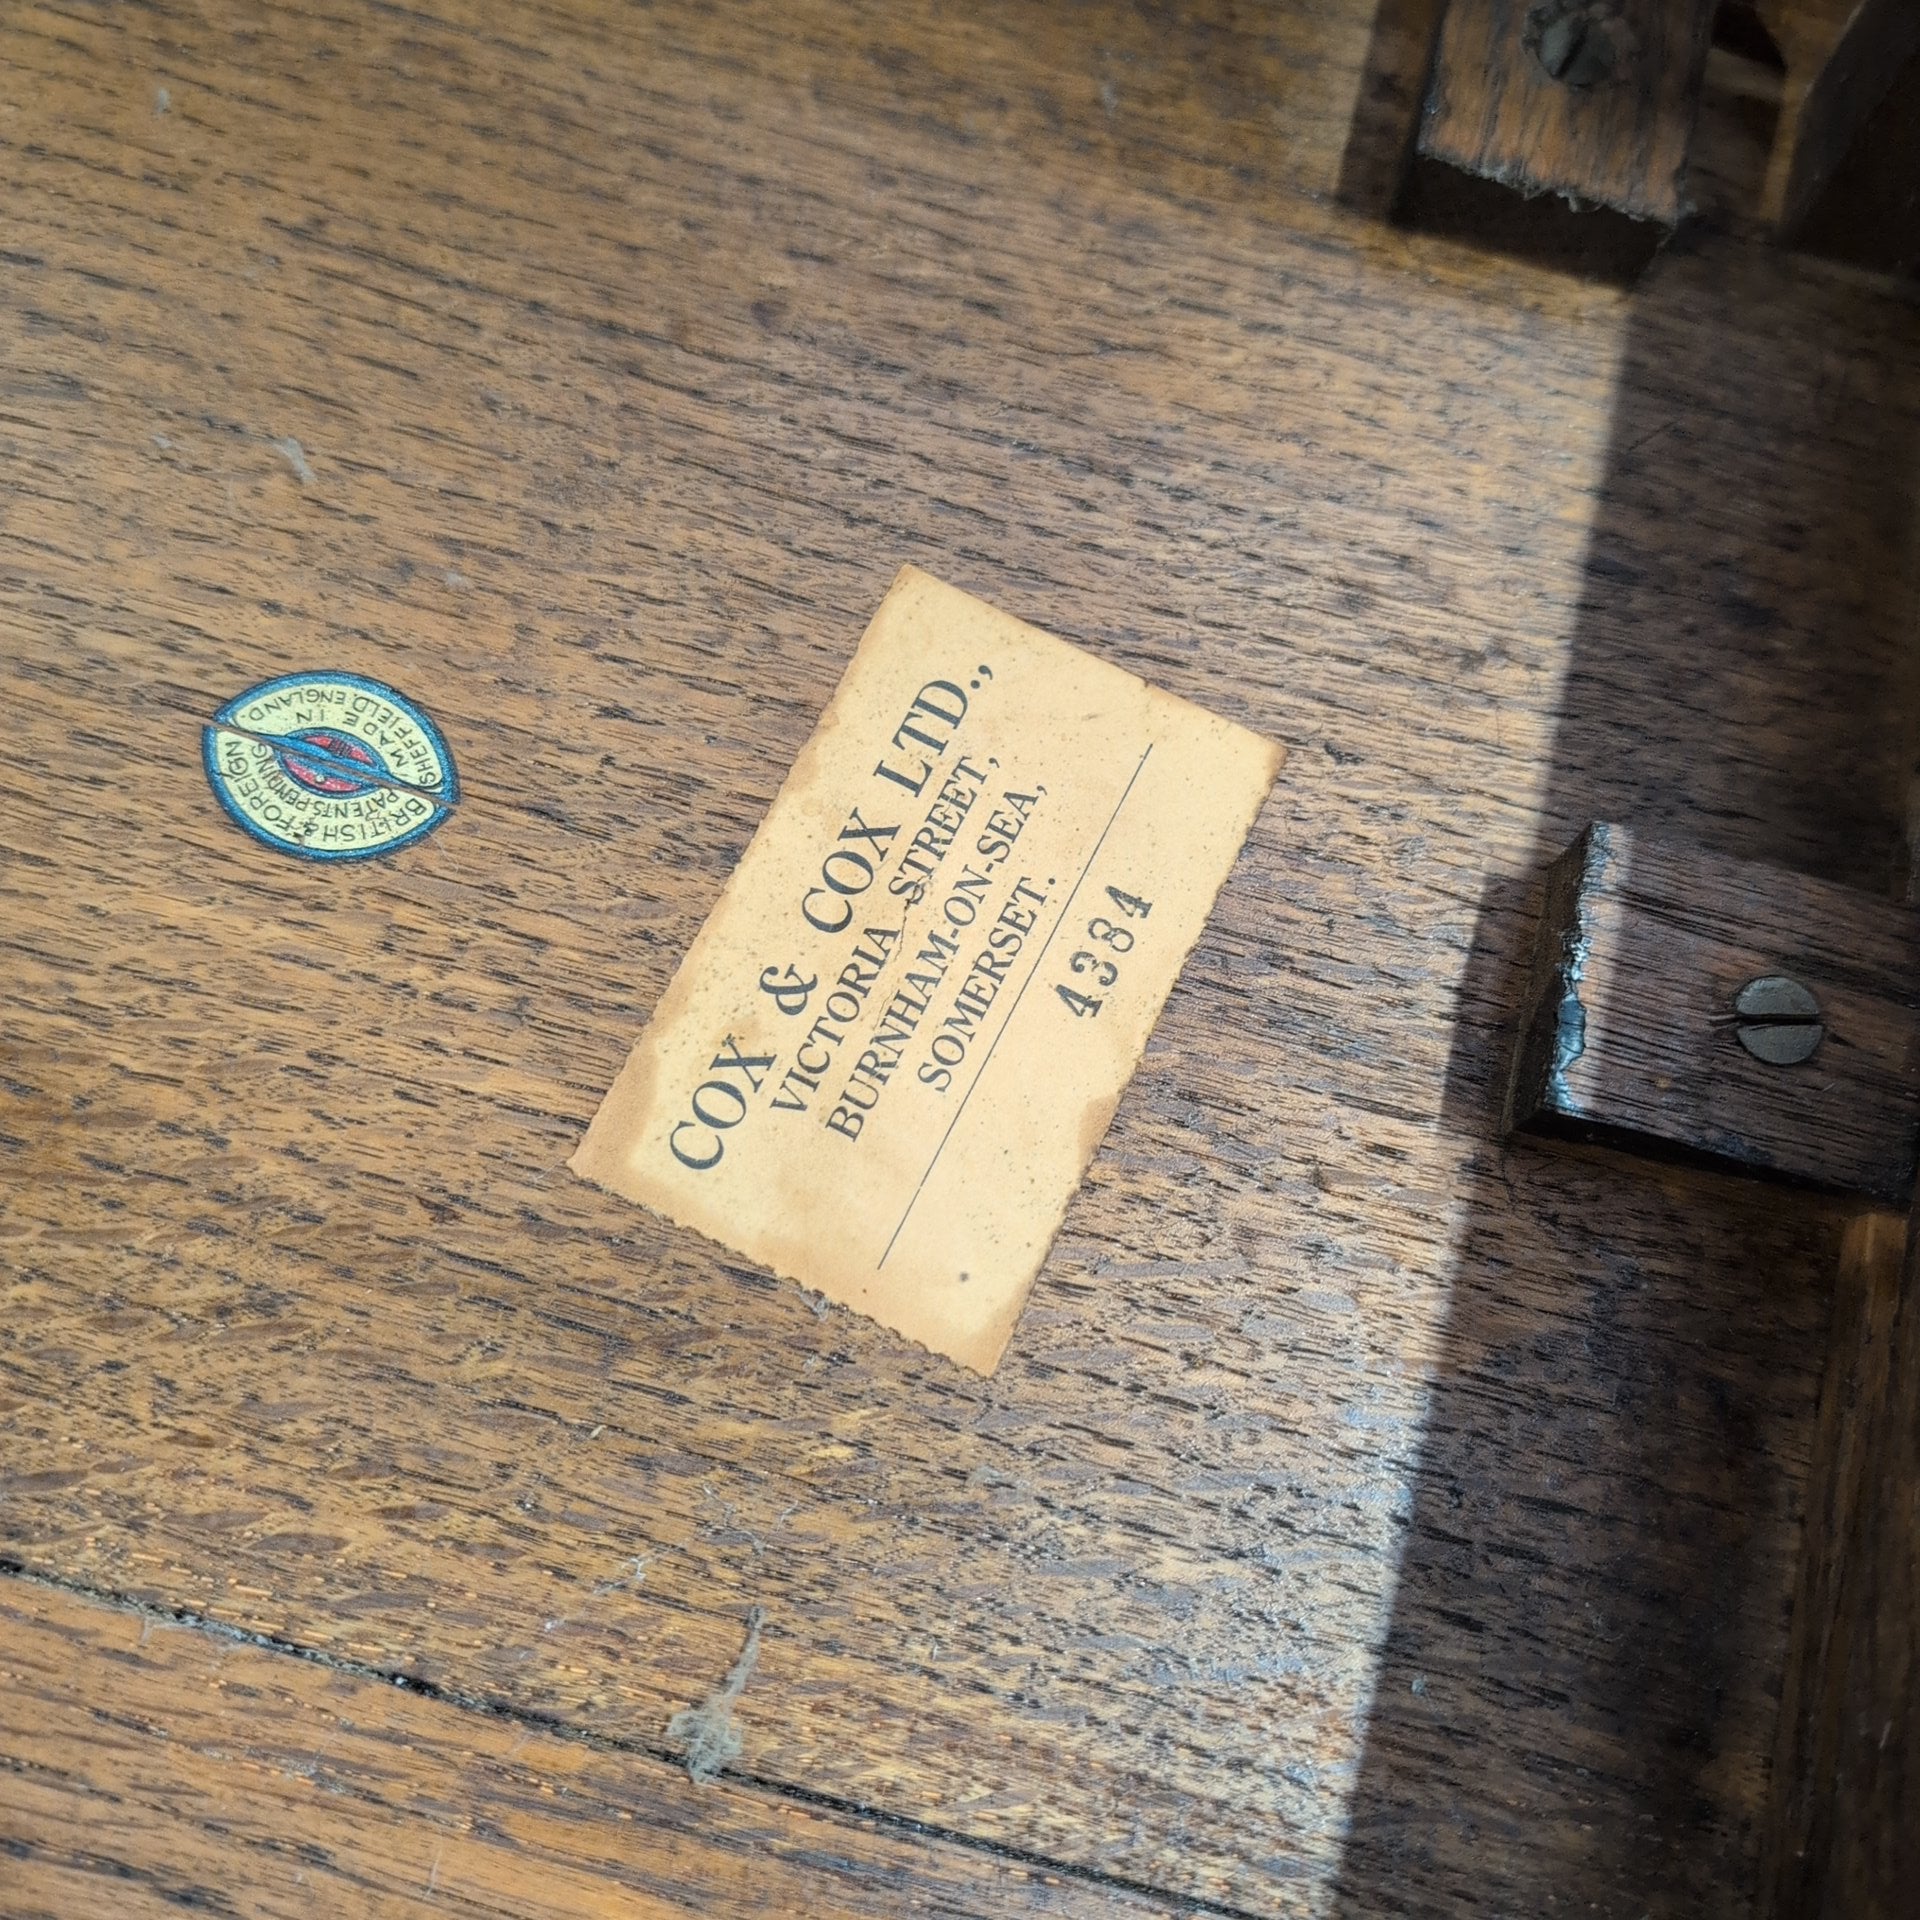 COX & COX LTD.,
VICTORIA STREET,
BURNHAM-ON-SEA,
SOMERSET.
4384
BRITISH & FOREIGN
PATENTS PENDING
MADE IN
SHEFFIELD, ENGLAND